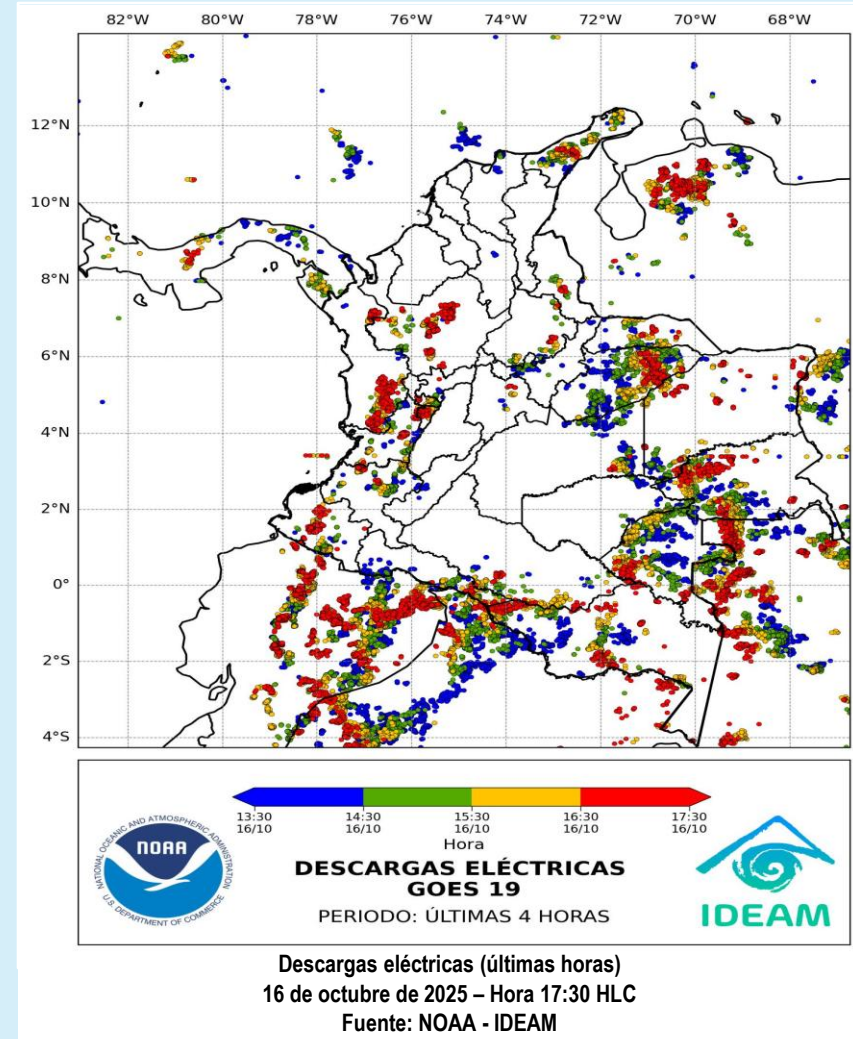 82°W 80°W 78°W 76°W 74°W 72°W 70°W 68°W
12°N
10°N
8°N
6°N
4°N
2°N
0°
2°S
4°S
13:30 14:30 15:30 16:30 17:30
16/10 16/10 16/10 16/10 16/10
Hora
NATIONAL OCEANIC AND ATMOSPHERIC ADMINISTRATION
NOAA
U.S. DEPARTMENT OF COMMERCE
DESCARGAS ELÉCTRICAS
GOES 19
PERIODO: ÚLTIMAS 4 HORAS
IDEAM
Descargas eléctricas (últimas horas)
16 de octubre de 2025 – Hora 17:30 HLC
Fuente: NOAA - IDEAM